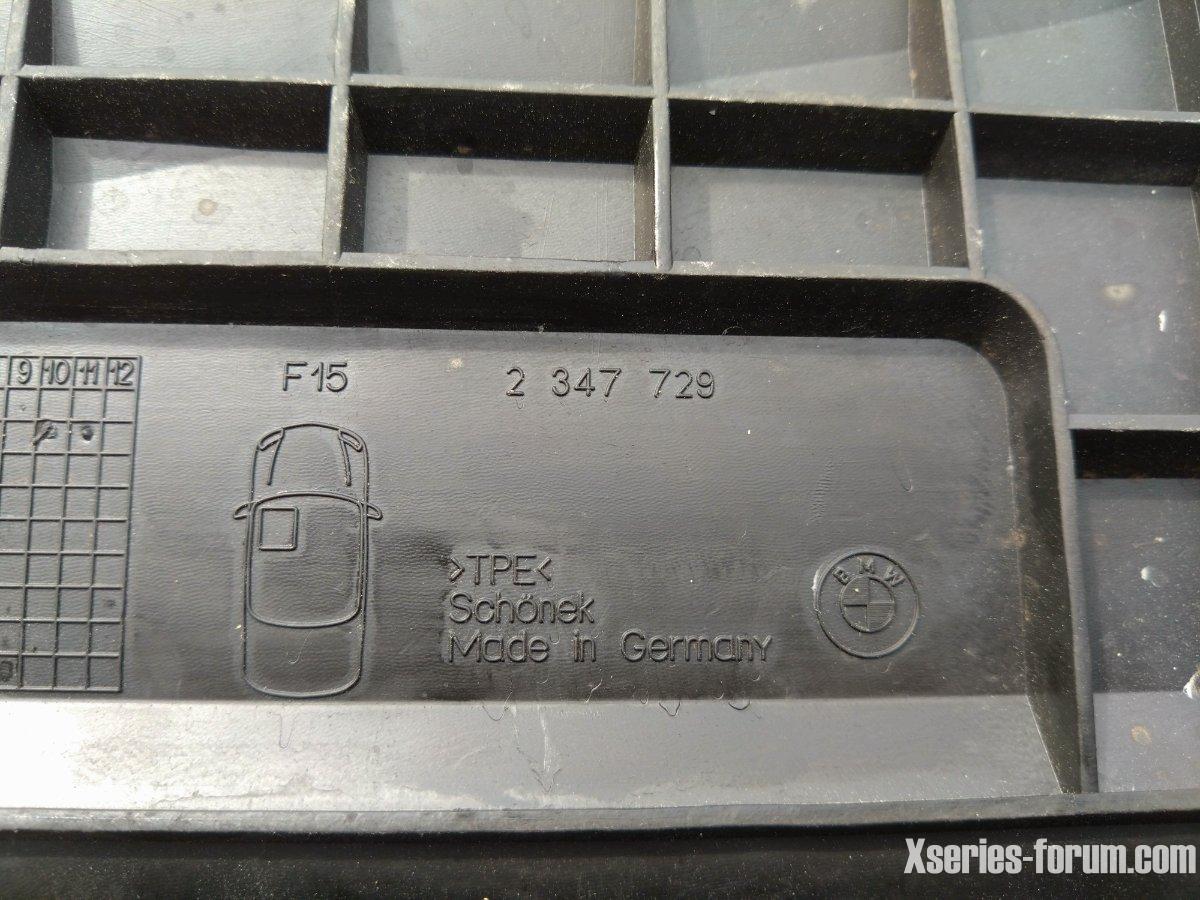 9 10 11 12
F15
2 347 729
>TPE<
Schönek
Made in Germany
BMW
Xseries-forum.com